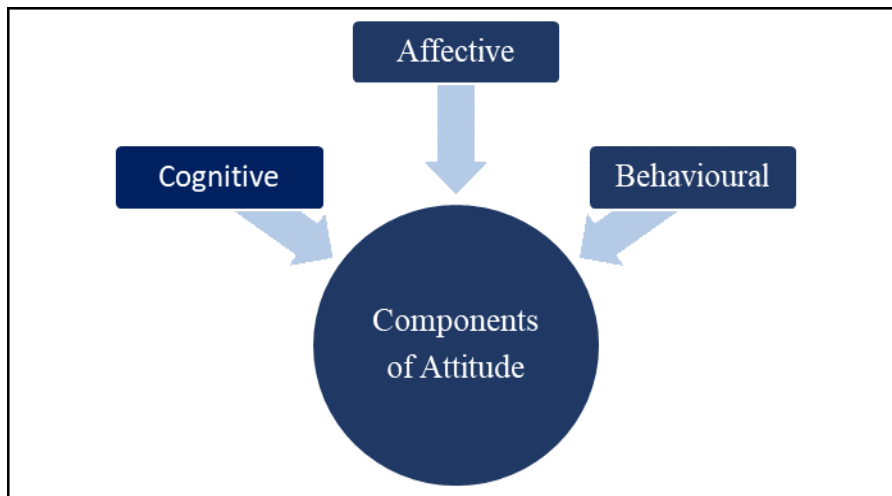 Affective
Cognitive
Behavioural
Components
of Attitude